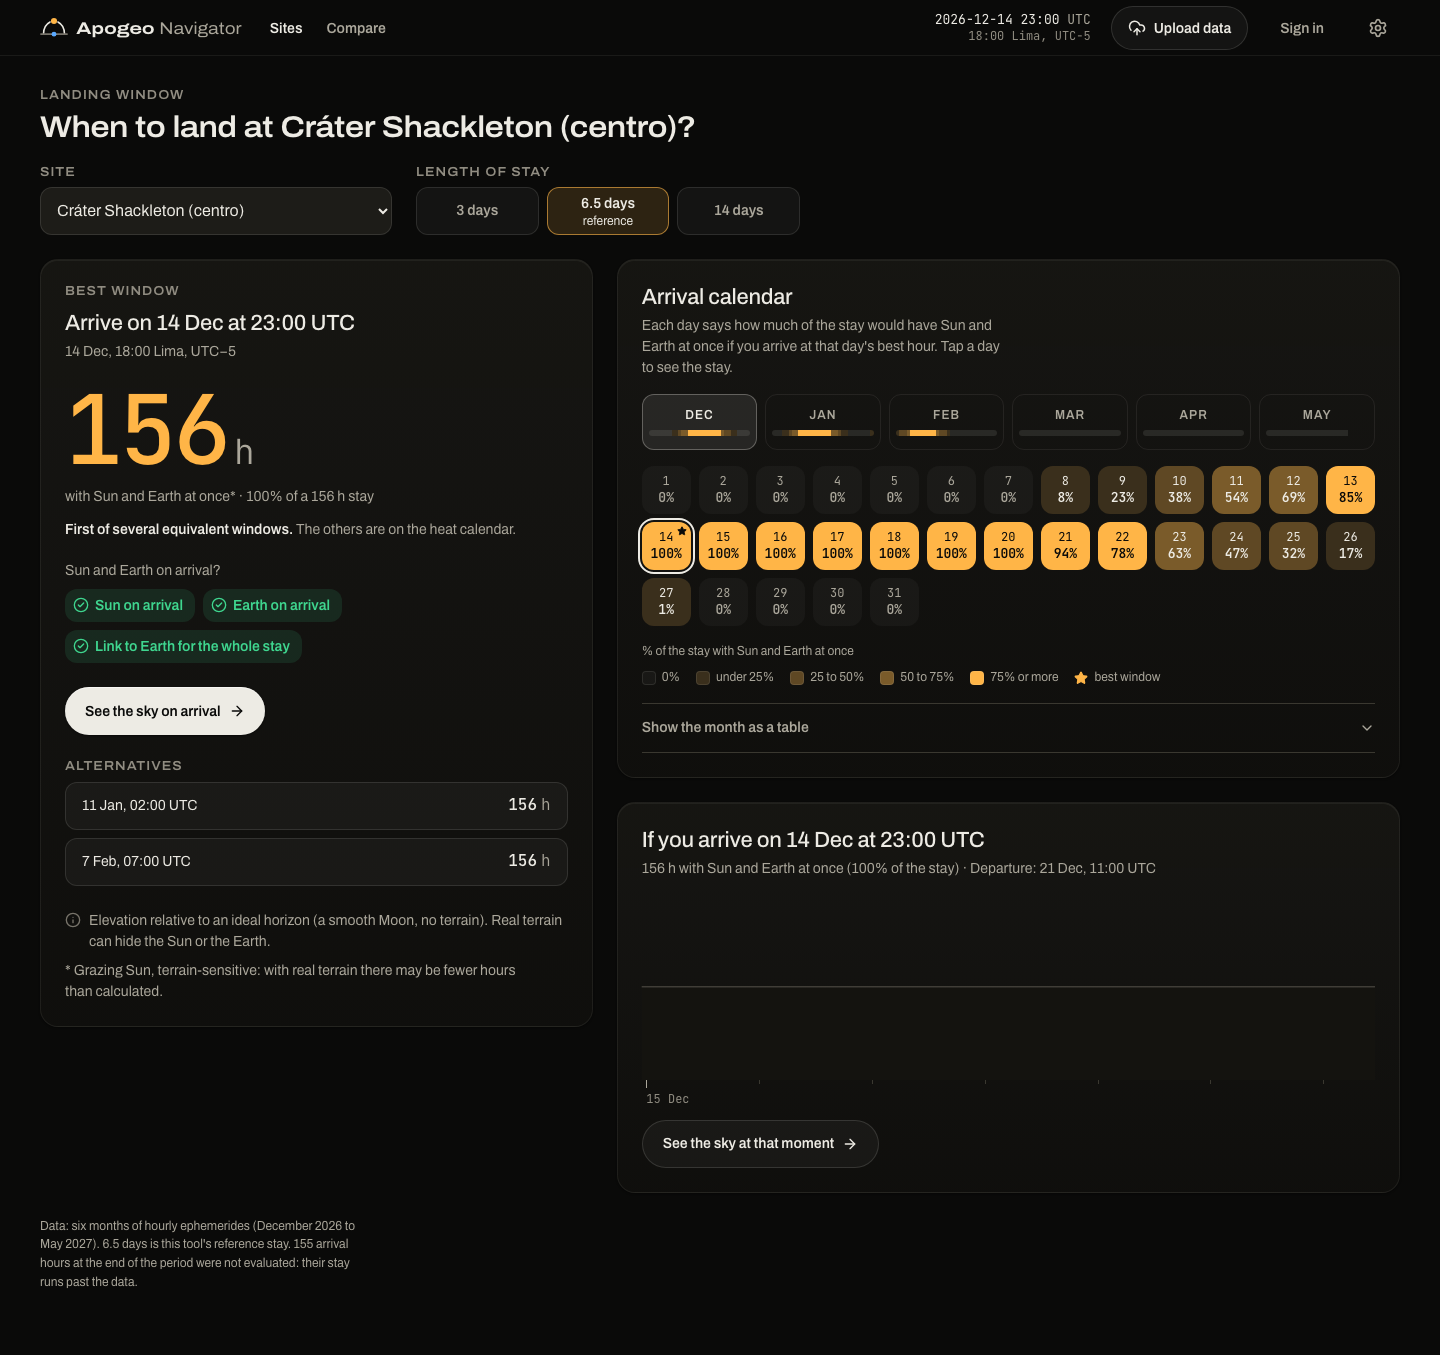 Apogeo Navigator
Sites
Compare
2026-12-14 23:00 UTC
18:00 Lima, UTC-5
Upload data
Sign in
LANDING WINDOW
When to land at Cráter Shackleton (centro)?
SITE
Cráter Shackleton (centro)
LENGTH OF STAY
3 days
6.5 days
reference
14 days
BEST WINDOW
Arrive on 14 Dec at 23:00 UTC
14 Dec, 18:00 Lima, UTC−5
156 h
with Sun and Earth at once* · 100% of a 156 h stay
First of several equivalent windows. The others are on the heat calendar.
Sun and Earth on arrival?
Sun on arrival
Earth on arrival
Link to Earth for the whole stay
See the sky on arrival
ALTERNATIVES
11 Jan, 02:00 UTC 156 h
7 Feb, 07:00 UTC 156 h
Elevation relative to an ideal horizon (a smooth Moon, no terrain). Real terrain
can hide the Sun or the Earth.
* Grazing Sun, terrain-sensitive: with real terrain there may be fewer hours
than calculated.
Arrival calendar
Each day says how much of the stay would have Sun and
Earth at once if you arrive at that day's best hour. Tap a day
to see the stay.
DEC JAN FEB MAR APR MAY
1 2 3 4 5 6 7 8 9 10 11 12 13
0% 0% 0% 0% 0% 0% 0% 8% 23% 38% 54% 69% 85%
14 15 16 17 18 19 20 21 22 23 24 25 26
100% 100% 100% 100% 100% 100% 100% 94% 78% 63% 47% 32% 17%
27 28 29 30 31
1% 0% 0% 0% 0%
% of the stay with Sun and Earth at once
0% under 25% 25 to 50% 50 to 75% 75% or more best window
Show the month as a table
If you arrive on 14 Dec at 23:00 UTC
156 h with Sun and Earth at once (100% of the stay) · Departure: 21 Dec, 11:00 UTC
15 Dec
See the sky at that moment
Data: six months of hourly ephemerides (December 2026 to
May 2027). 6.5 days is this tool's reference stay. 155 arrival
hours at the end of the period were not evaluated: their stay
runs past the data.